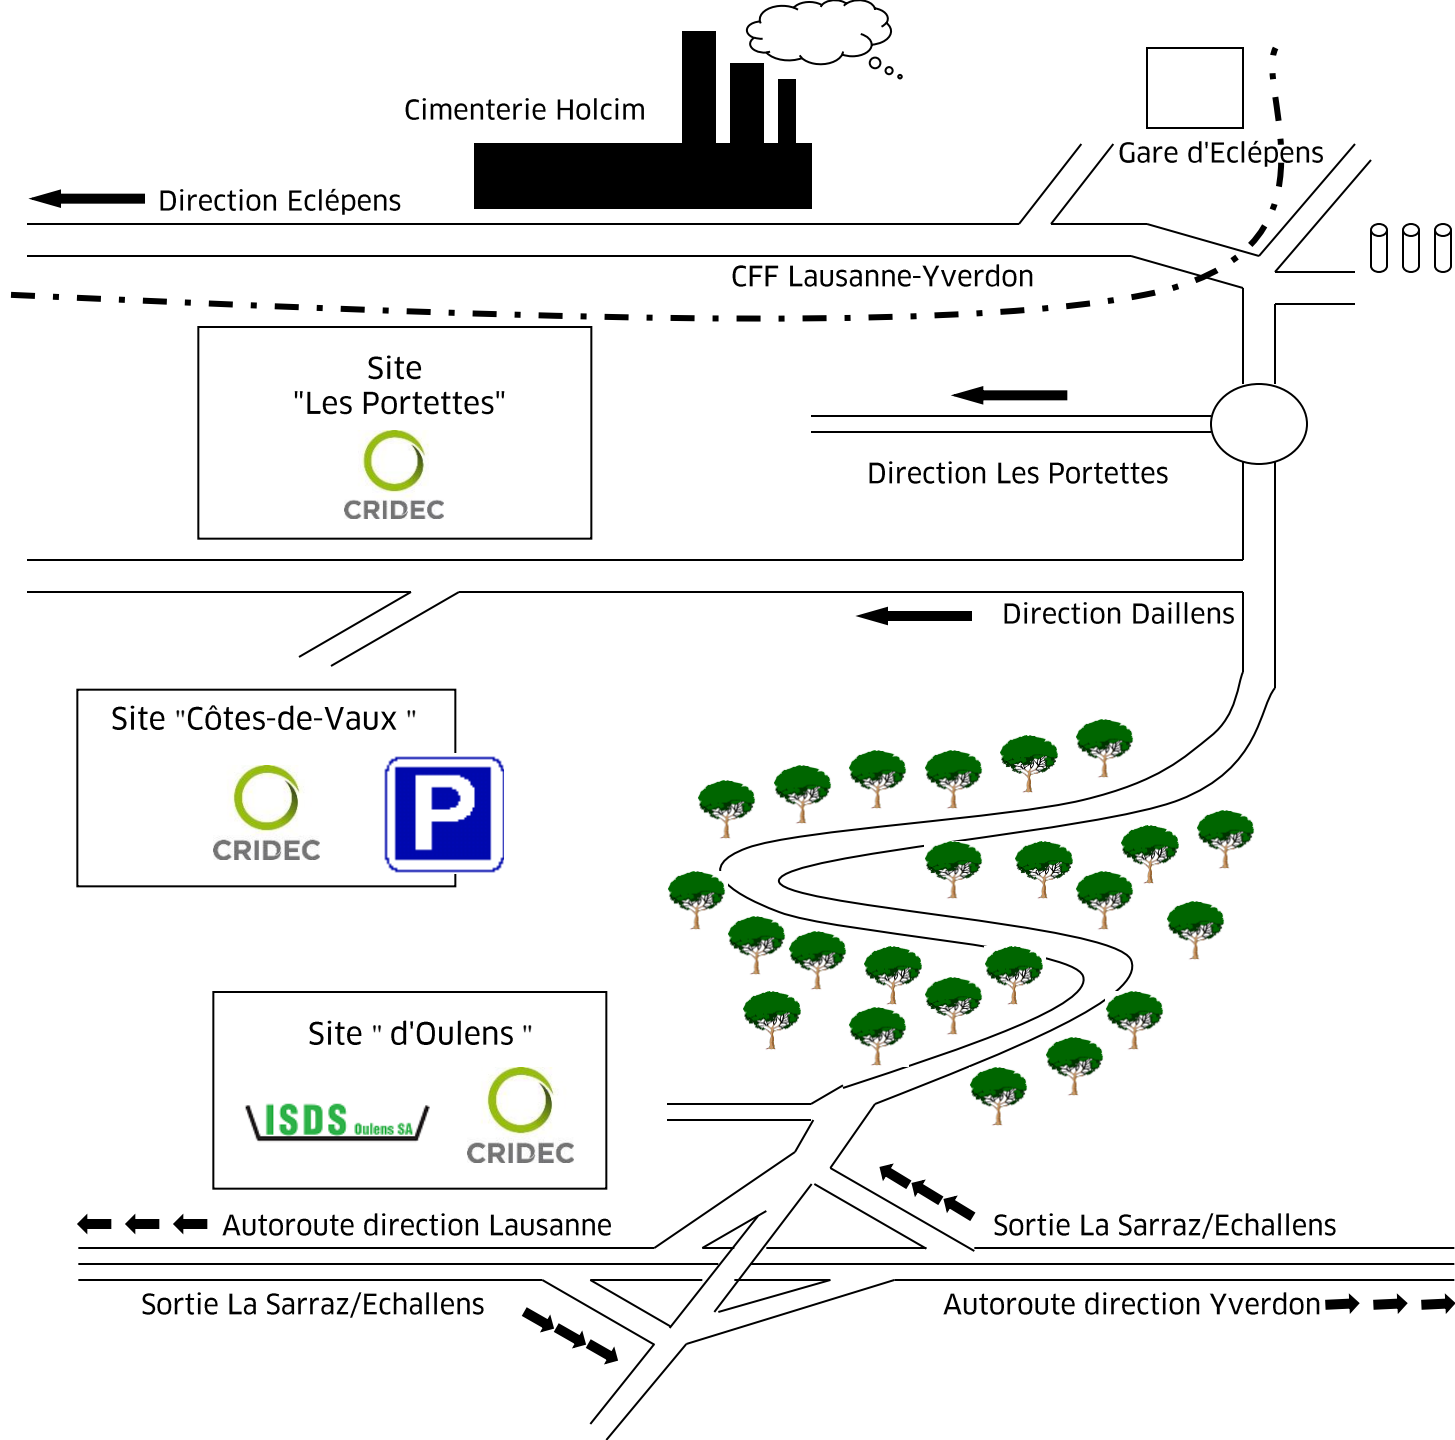 Cimenterie Holcim
Gare d'Eclépens
Direction Eclépens
CFF Lausanne-Yverdon
Site
"Les Portettes"
CRIDEC
Direction Les Portettes
Direction Daillens
Site "Côtes-de-Vaux "
CRIDEC
P
Site " d'Oulens "
ISDS Oulens SA
CRIDEC
Autoroute direction Lausanne
Sortie La Sarraz/Echallens
Sortie La Sarraz/Echallens
Autoroute direction Yverdon